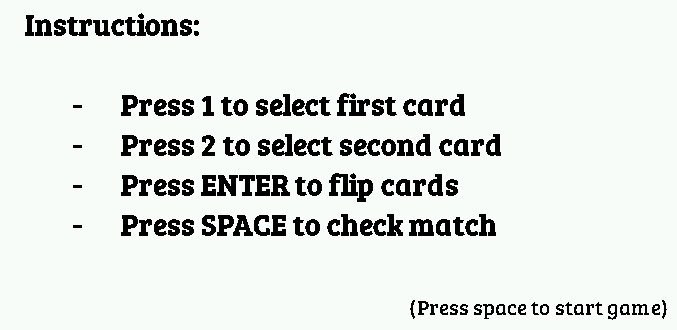 Instructions:
- Press 1 to select first card
- Press 2 to select second card
- Press ENTER to flip cards
- Press SPACE to check match
(Press space to start game)